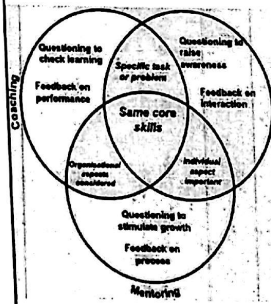 Coaching
Questioning to
check learning
Feedback on
performance
Specific task
or problem
Questioning to
raise
awareness
Feedback on
interaction
Same core
skills
Organisational
aspects
considered
Individual
aspect
important
Questioning to
stimulate growth
Feedback on
process
Mentoring